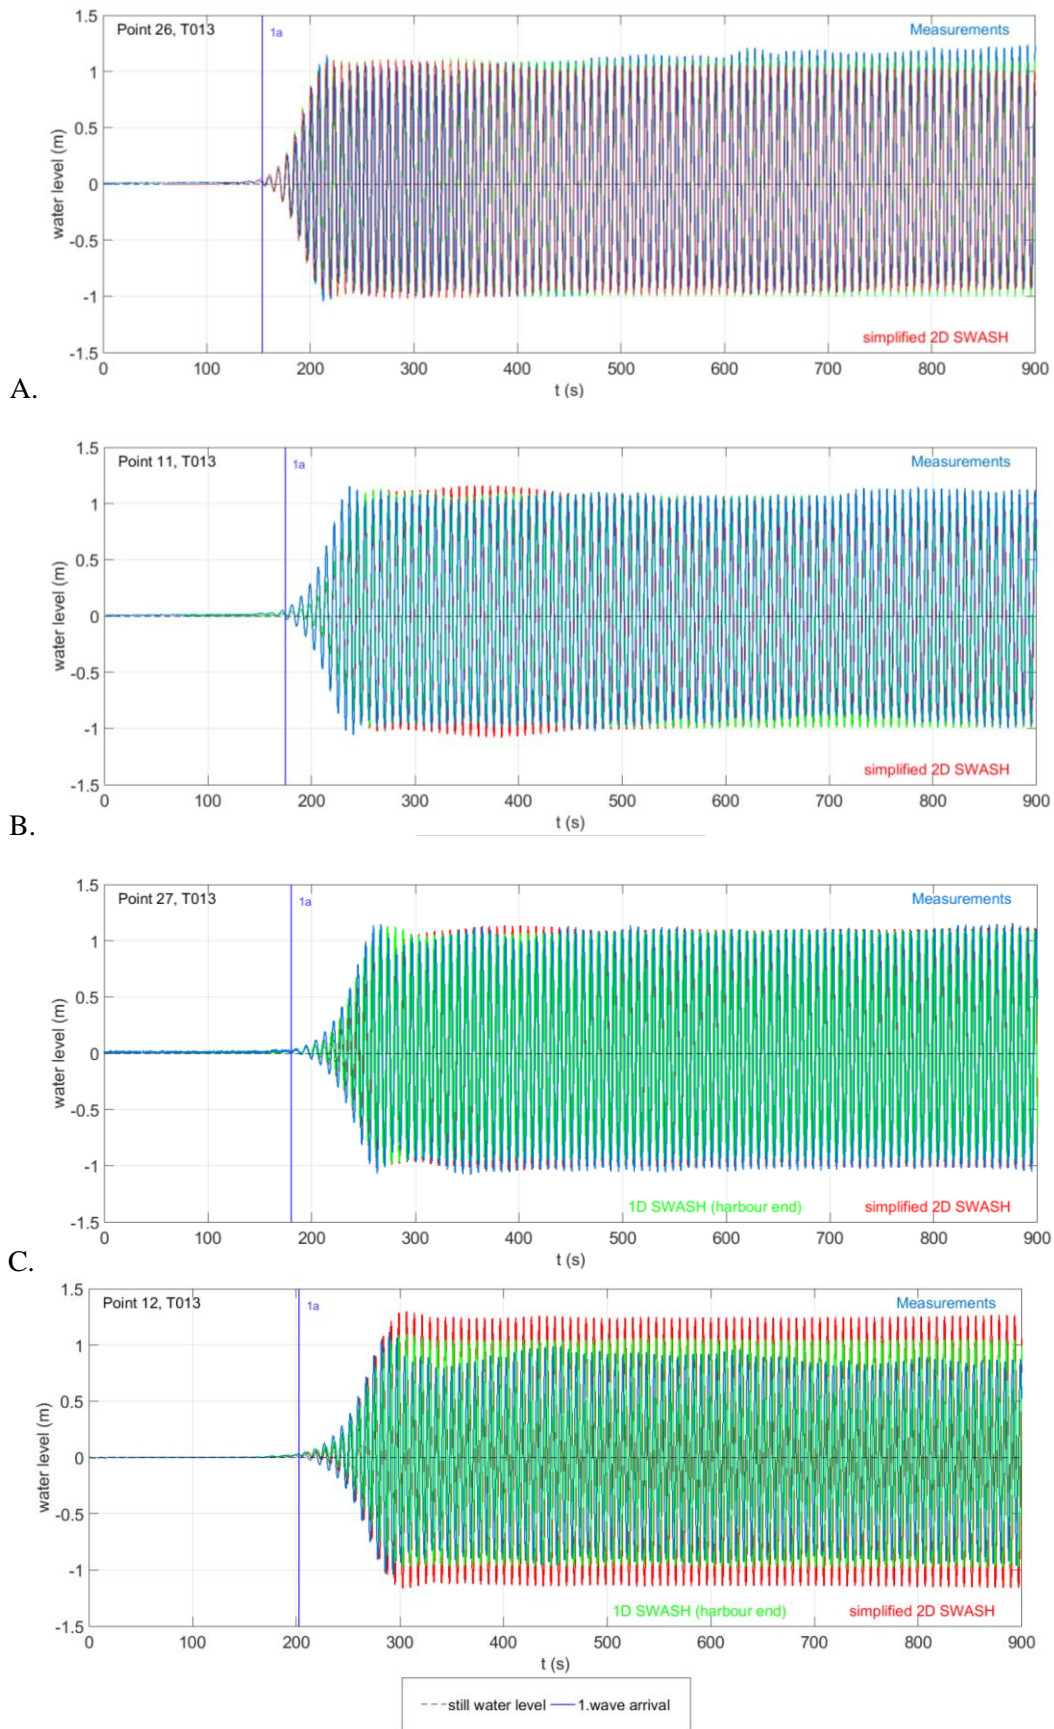 1.5
Point 26, T013
1a
Measurements
1
0.5
0
-0.5
-1
-1.5
water level (m)
simplified 2D SWASH
0 100 200 300 400 500 600 700 800 900
t (s)
A.
1.5
Point 11, T013
1a
Measurements
1
0.5
0
-0.5
-1
-1.5
water level (m)
simplified 2D SWASH
0 100 200 300 400 500 600 700 800 900
t (s)
B.
1.5
Point 27, T013
1a
Measurements
1
0.5
0
-0.5
-1
-1.5
water level (m)
1D SWASH (harbour end) simplified 2D SWASH
0 100 200 300 400 500 600 700 800 900
t (s)
C.
1.5
Point 12, T013
1a
Measurements
1
0.5
0
-0.5
-1
-1.5
water level (m)
1D SWASH (harbour end) simplified 2D SWASH
0 100 200 300 400 500 600 700 800 900
t (s)
still water level 1.wave arrival